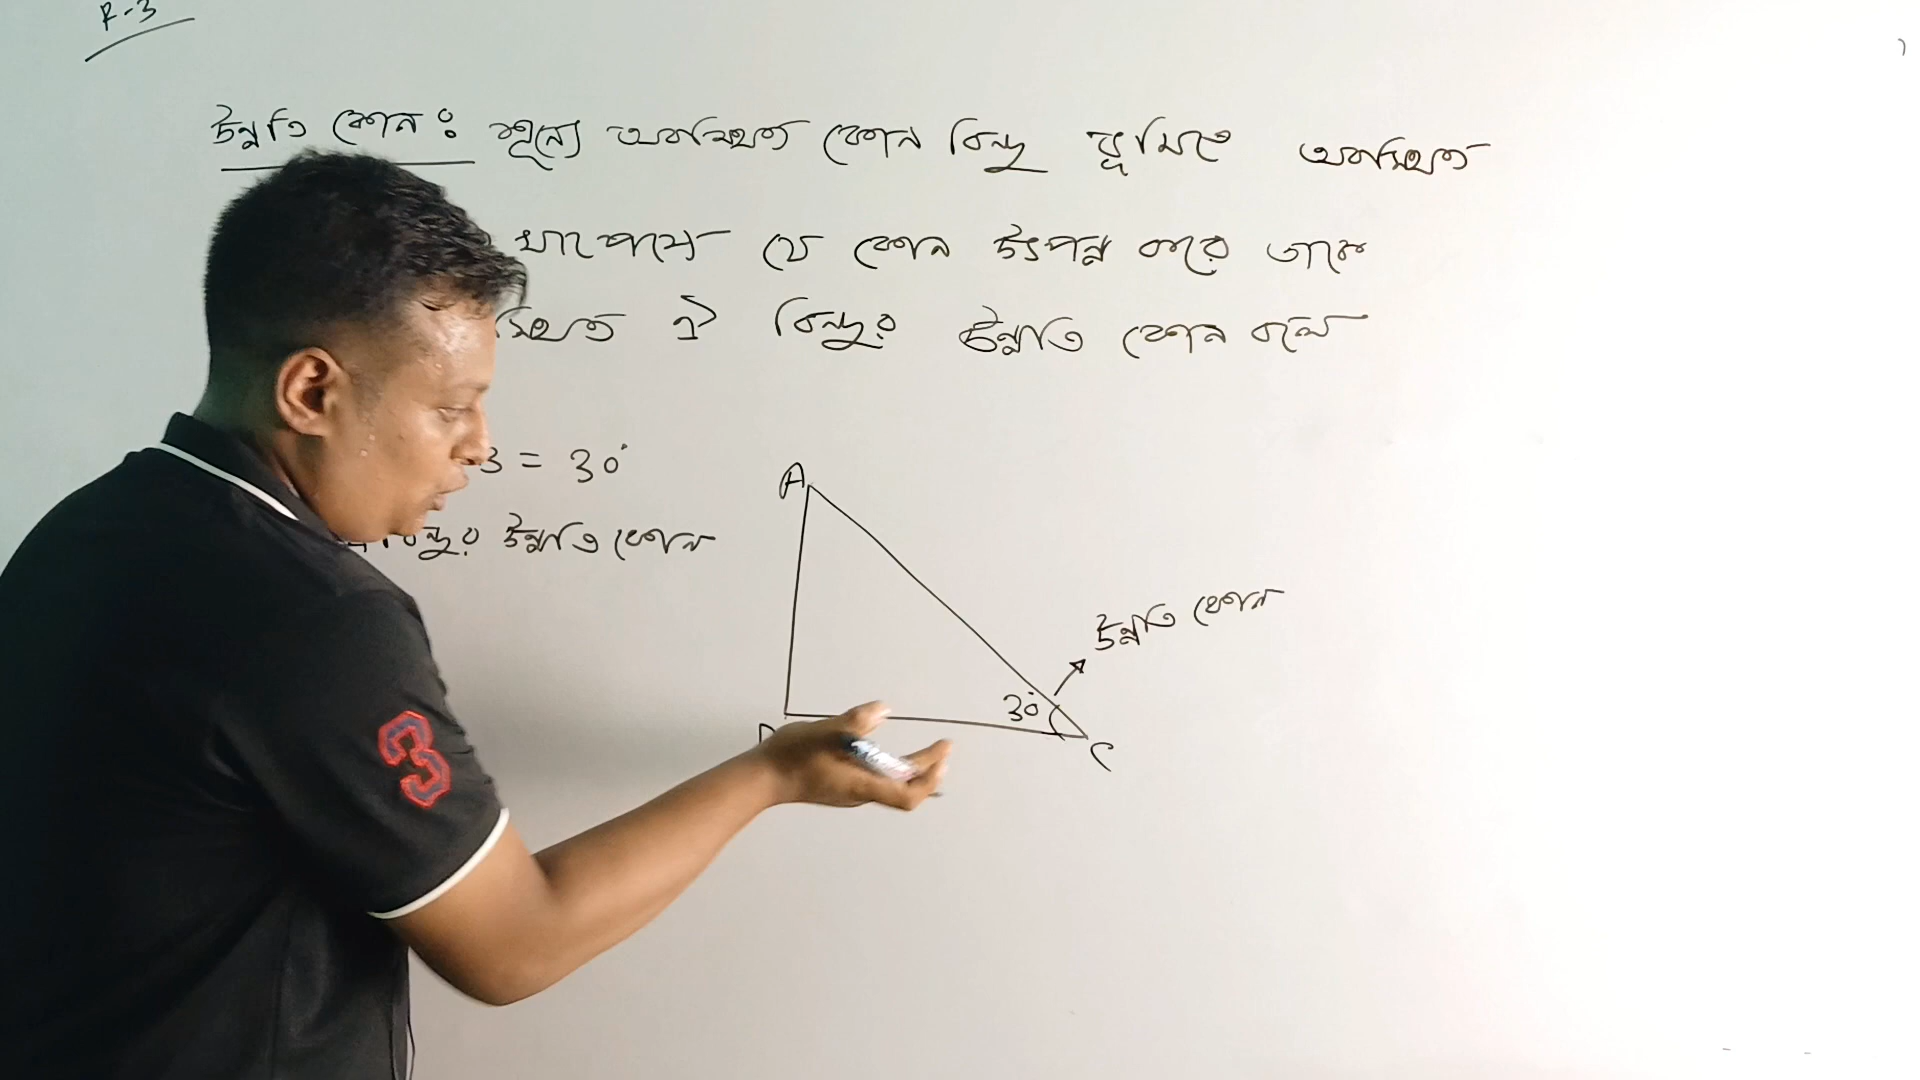 R-3
উন্নতি কোন: শূন্যে অবস্থিত কোন বিন্দু ভূমিতে অবস্থিত
সাপেক্ষে যে কোন উৎপন্ন করে তাকে
স্থিত ঐ বিন্দুর উন্নতি কোন বলে
B = 30°
A
বিন্দুর উন্নতি কোন
উন্নতি কোন
30°
C
3